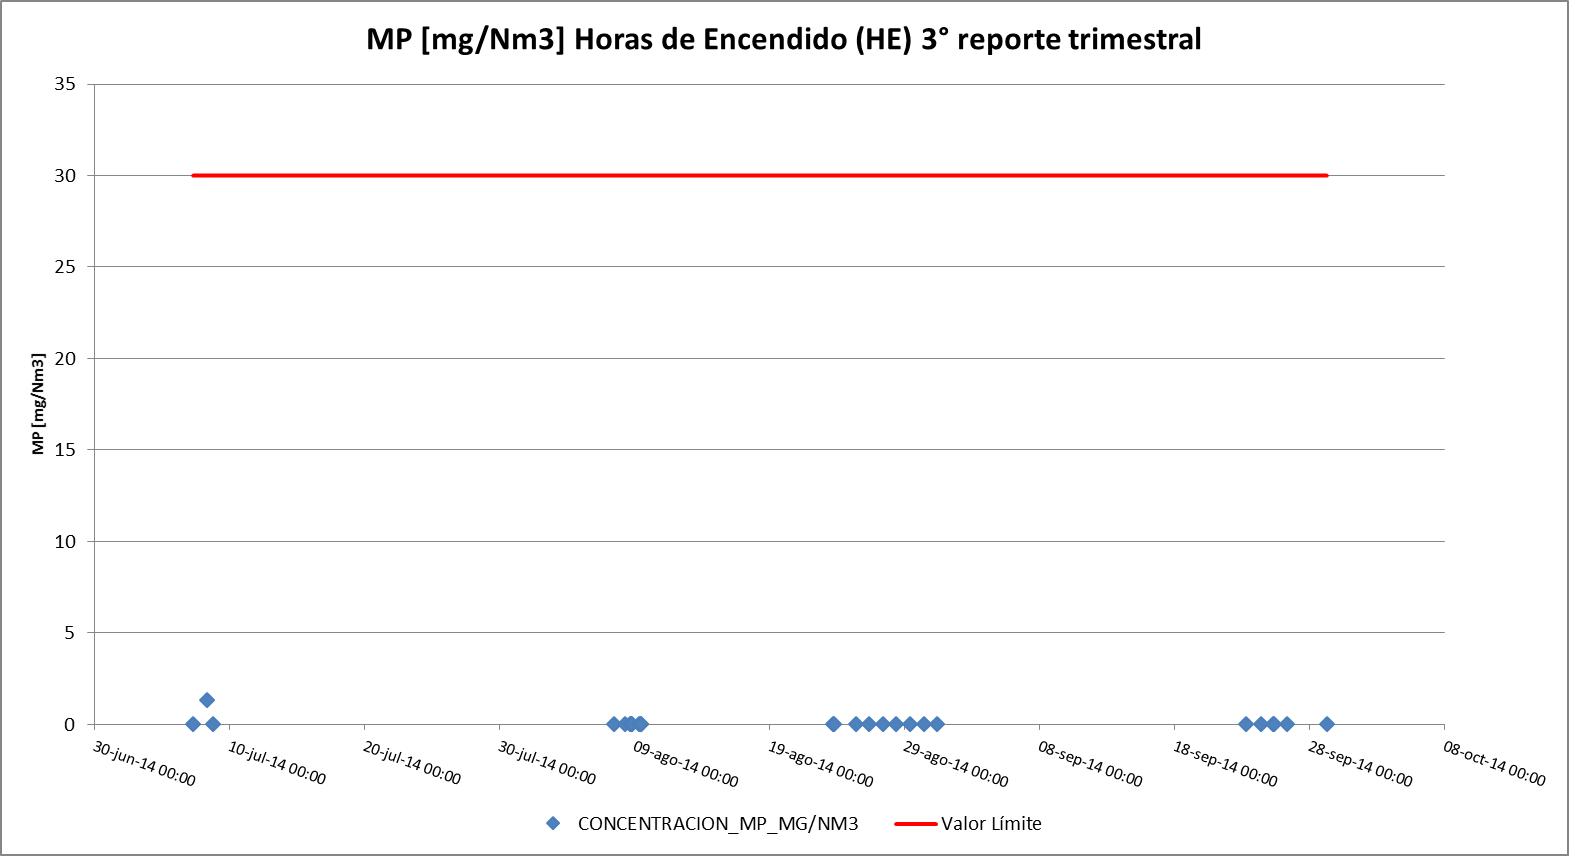 MP [mg/Nm3] Horas de Encendido (HE) 3° reporte trimestral
35
30
25
20
15
10
5
0
MP [mg/Nm3]
30-jun-14 00:00
10-jul-14 00:00
20-jul-14 00:00
30-jul-14 00:00
09-ago-14 00:00
19-ago-14 00:00
29-ago-14 00:00
08-sep-14 00:00
18-sep-14 00:00
28-sep-14 00:00
08-oct-14 00:00
CONCENTRACION_MP_MG/NM3
Valor Límite